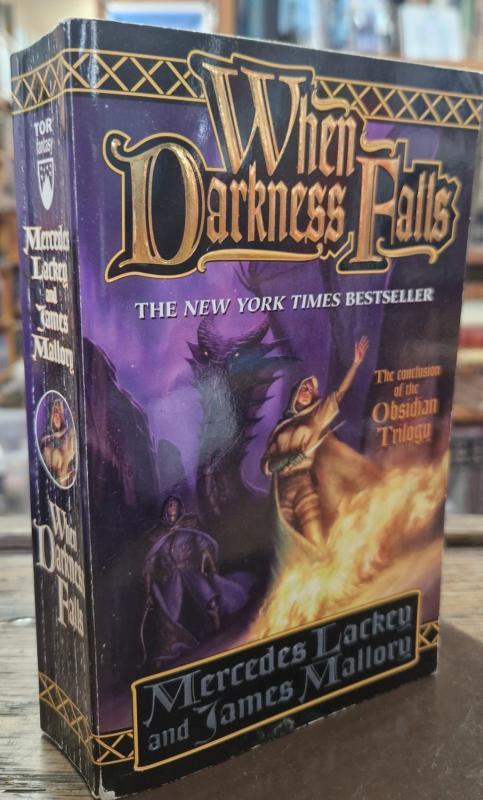 TOR
fantasy
Mercedes
Lackey
and
James
Mallory
When
Darkness
Falls
When
Darkness Falls
THE NEW YORK TIMES BESTSELLER
The conclusion
of the
Obsidian
Trilogy
Mercedes Lackey
and James Mallory